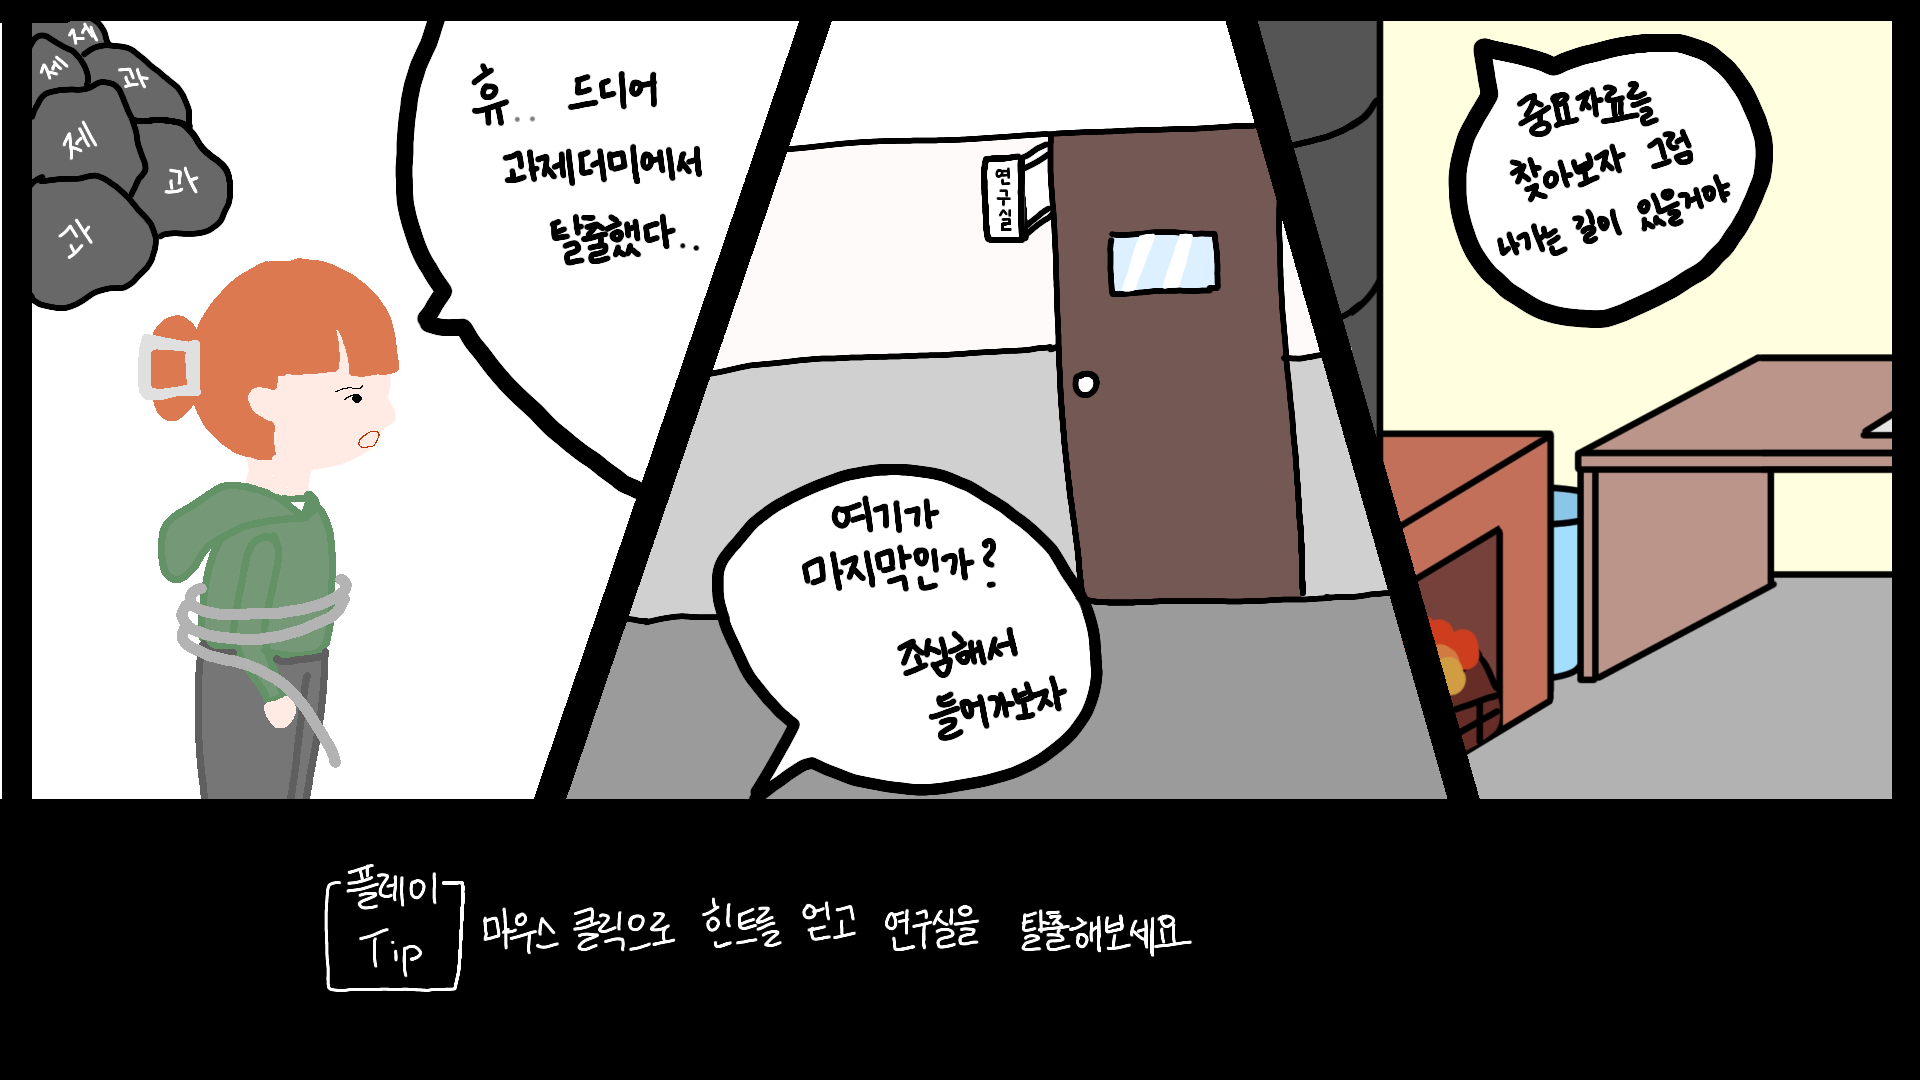 제
제
과
제
과
과
휴.. 드디어
과제더미에서
탈출했다..
연
구
실
여기가
마지막인가?
조심해서
들어가보자
중요자료를
찾아보자 그럼
나가는 길이 있을거야
플레이
Tip
마우스 클릭으로 힌트를 얻고 연구실을 탈출해보세요